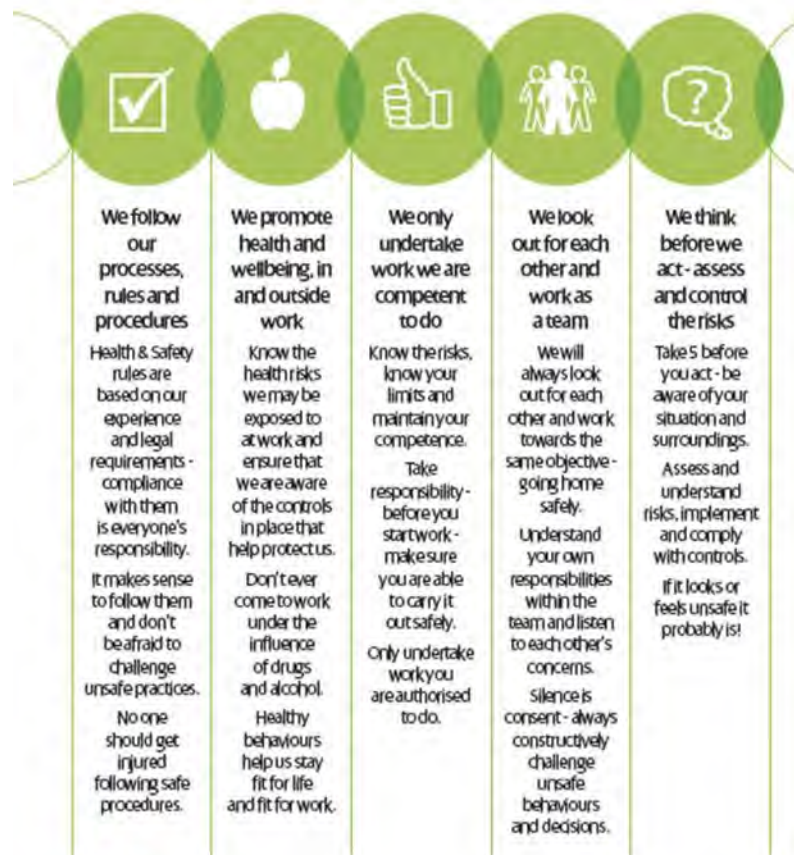 ?
We follow
our
processes,
rules and
procedures
Health & Safety
rules are
based on our
experience
and legal
requirements -
compliance
with them
is everyone's
responsibility.
It makes sense
to follow them
and don't
be afraid to
challenge
unsafe practices.
No one
should get
injured
following safe
procedures.
We promote
health and
wellbeing, in
and outside
work
Know the
health risks
we may be
exposed to
at work and
ensure that
we are aware
of the controls
in place that
help protect us.
Don't ever
come to work
under the
influence
of drugs
and alcohol.
Healthy
behaviours
help us stay
fit for life
and fit for work.
We only
undertake
work we are
competent
to do
Know the risks,
know your
limits and
maintain your
competence.
Take
responsibility -
before you
start work -
make sure
you are able
to carry it
out safely.
Only undertake
work you
are authorised
to do.
We look
out for each
other and
work as
a team
We will
always look
out for each
other and work
towards the
same objective -
going home
safely.
Understand
your own
responsibilities
within the
team and listen
to each other's
concerns.
Silence is
consent - always
constructively
challenge
unsafe
behaviours
and decisions.
We think
before we
act - assess
and control
the risks
Take 5 before
you act - be
aware of your
situation and
surroundings.
Assess and
understand
risks, implement
and comply
with controls.
If it looks or
feels unsafe it
probably is!